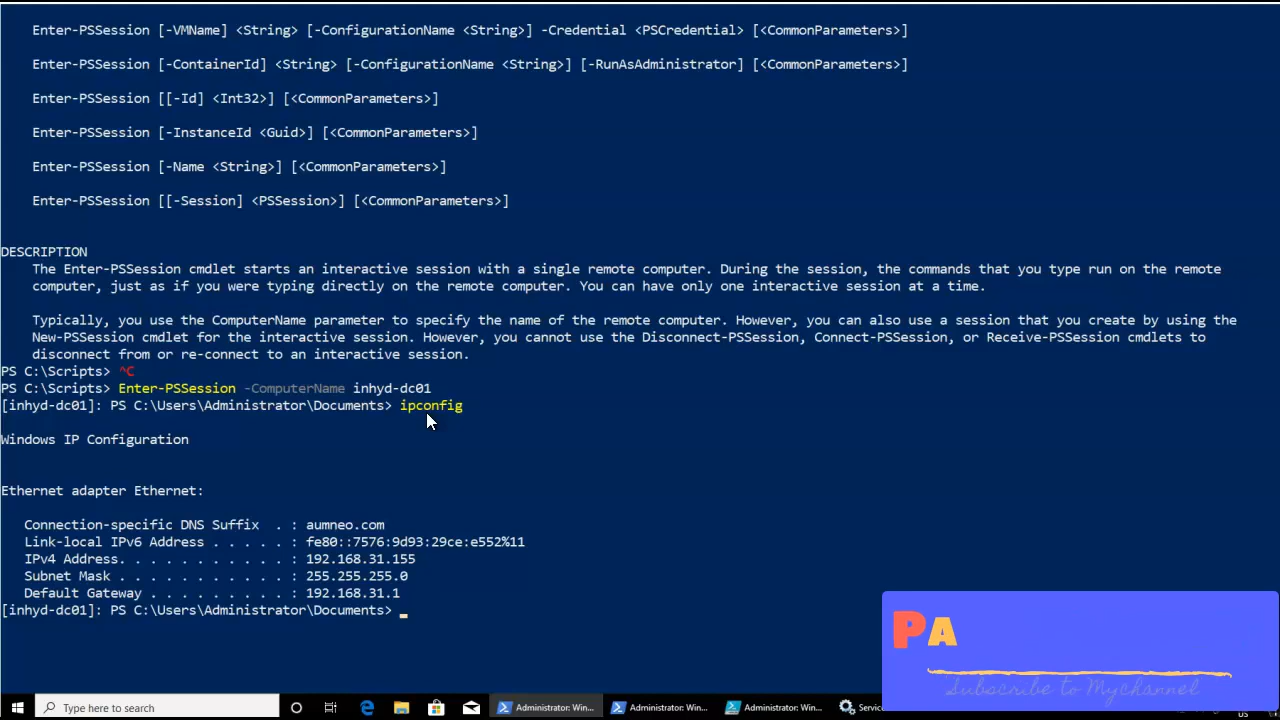 Enter-PSSession [-VMName] <String> [-ConfigurationName <String>] -Credential <PSCredential> [<CommonParameters>]
Enter-PSSession [-ContainerId] <String> [-ConfigurationName <String>] [-RunAsAdministrator] [<CommonParameters>]
Enter-PSSession [[-Id] <Int32>] [<CommonParameters>]
Enter-PSSession [-InstanceId <Guid>] [<CommonParameters>]
Enter-PSSession [-Name <String>] [<CommonParameters>]
Enter-PSSession [[-Session] <PSSession>] [<CommonParameters>]
DESCRIPTION
The Enter-PSSession cmdlet starts an interactive session with a single remote computer. During the session, the commands that you type run on the remote
computer, just as if you were typing directly on the remote computer. You can have only one interactive session at a time.
Typically, you use the ComputerName parameter to specify the name of the remote computer. However, you can also use a session that you create by using the
New-PSSession cmdlet for the interactive session. However, you cannot use the Disconnect-PSSession, Connect-PSSession, or Receive-PSSession cmdlets to
disconnect from or re-connect to an interactive session.
PS C:\Scripts> ^C
PS C:\Scripts> Enter-PSSession -ComputerName inhyd-dc01
[inhyd-dc01]: PS C:\Users\Administrator\Documents> ipconfig
Windows IP Configuration
Ethernet adapter Ethernet:
Connection-specific DNS Suffix . : aumneo.com
Link-local IPv6 Address . . . . . : fe80::7576:9d93:29ce:e552%11
IPv4 Address. . . . . . . . . . . : 192.168.31.155
Subnet Mask . . . . . . . . . . . : 255.255.255.0
Default Gateway . . . . . . . . . : 192.168.31.1
[inhyd-dc01]: PS C:\Users\Administrator\Documents> _
PA
Subscribe to Mychannel
Type here to search
Administrator: Win...
Administrator: Win...
Administrator: Win...